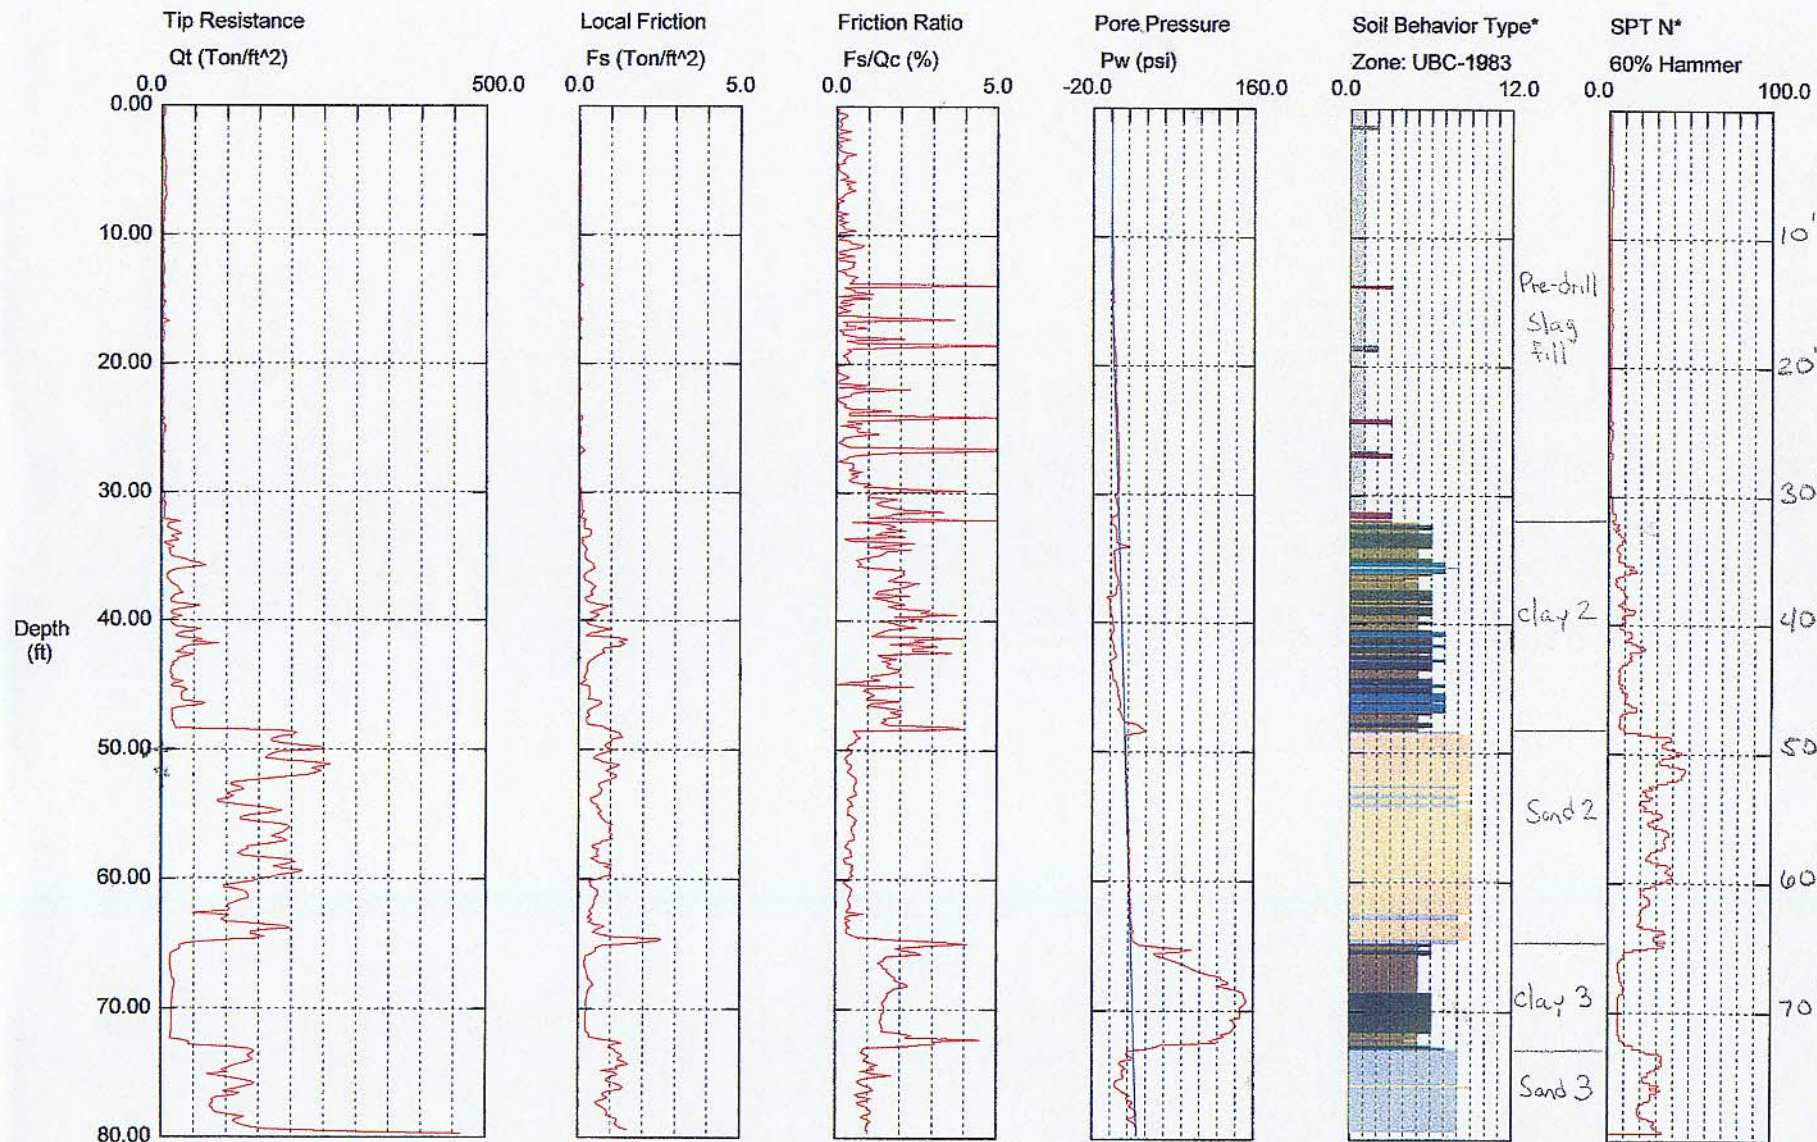 Tip Resistance Local Friction Friction Ratio Pore Pressure Soil Behavior Type* SPT N*
Qt (Ton/ft^2) Fs (Ton/ft^2) Fs/Qc (%) Pw (psi) Zone: UBC-1983 60% Hammer
0.0 500.0 0.0 5.0 0.0 5.0 -20.0 160.0 0.0 12.0 0.0 100.0
0.00
10.00 10'
Pre-drill
Slag
fill
20.00 20'
30.00 30
40.00 Clay 2 40
Depth
(ft)
50.00 50
Sand 2
60.00 60
70.00 Clay 3 70
Sand 3
80.00